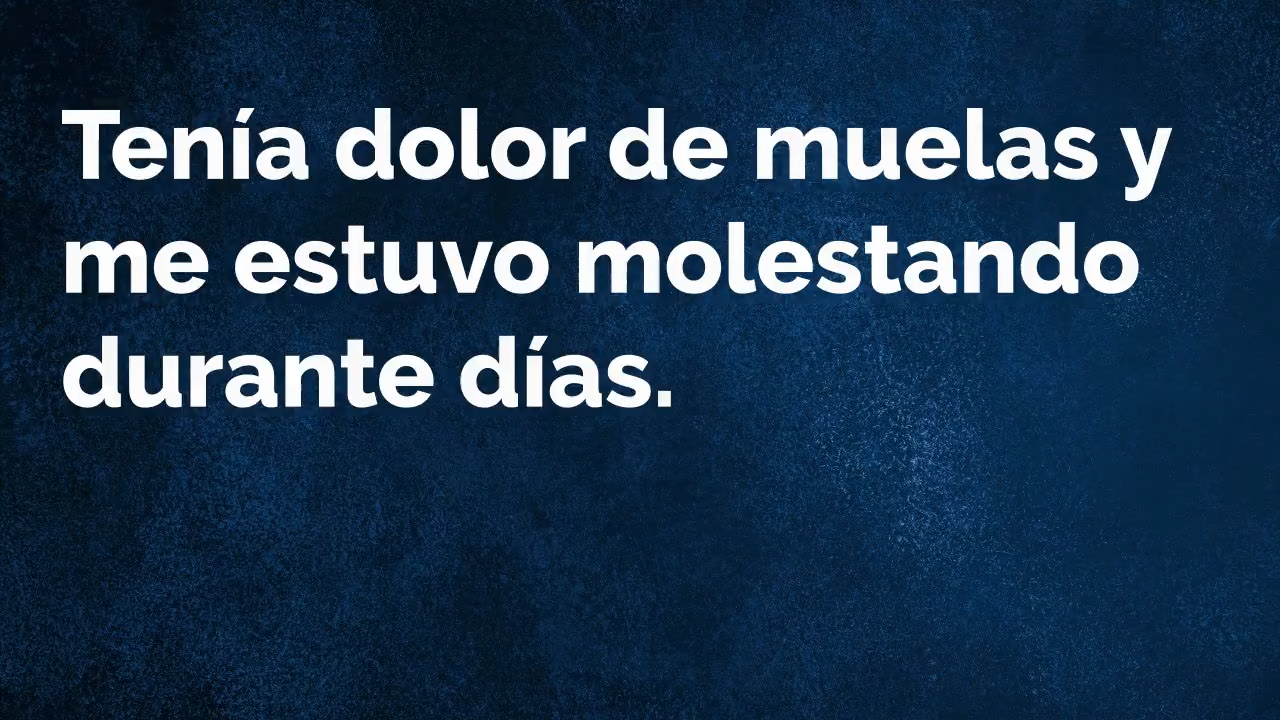 Tenía dolor de muelas y
me estuvo molestando
durante días.